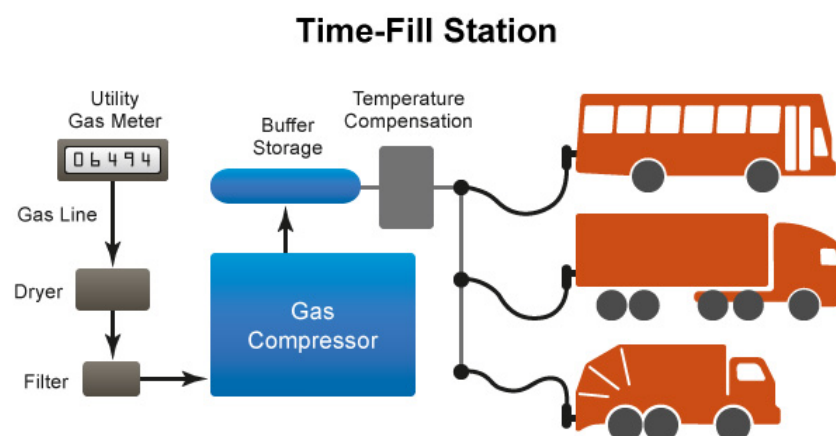 Time-Fill Station
Utility
Gas Meter
06494
Gas Line
Dryer
Filter
Buffer
Storage
Temperature
Compensation
Gas
Compressor